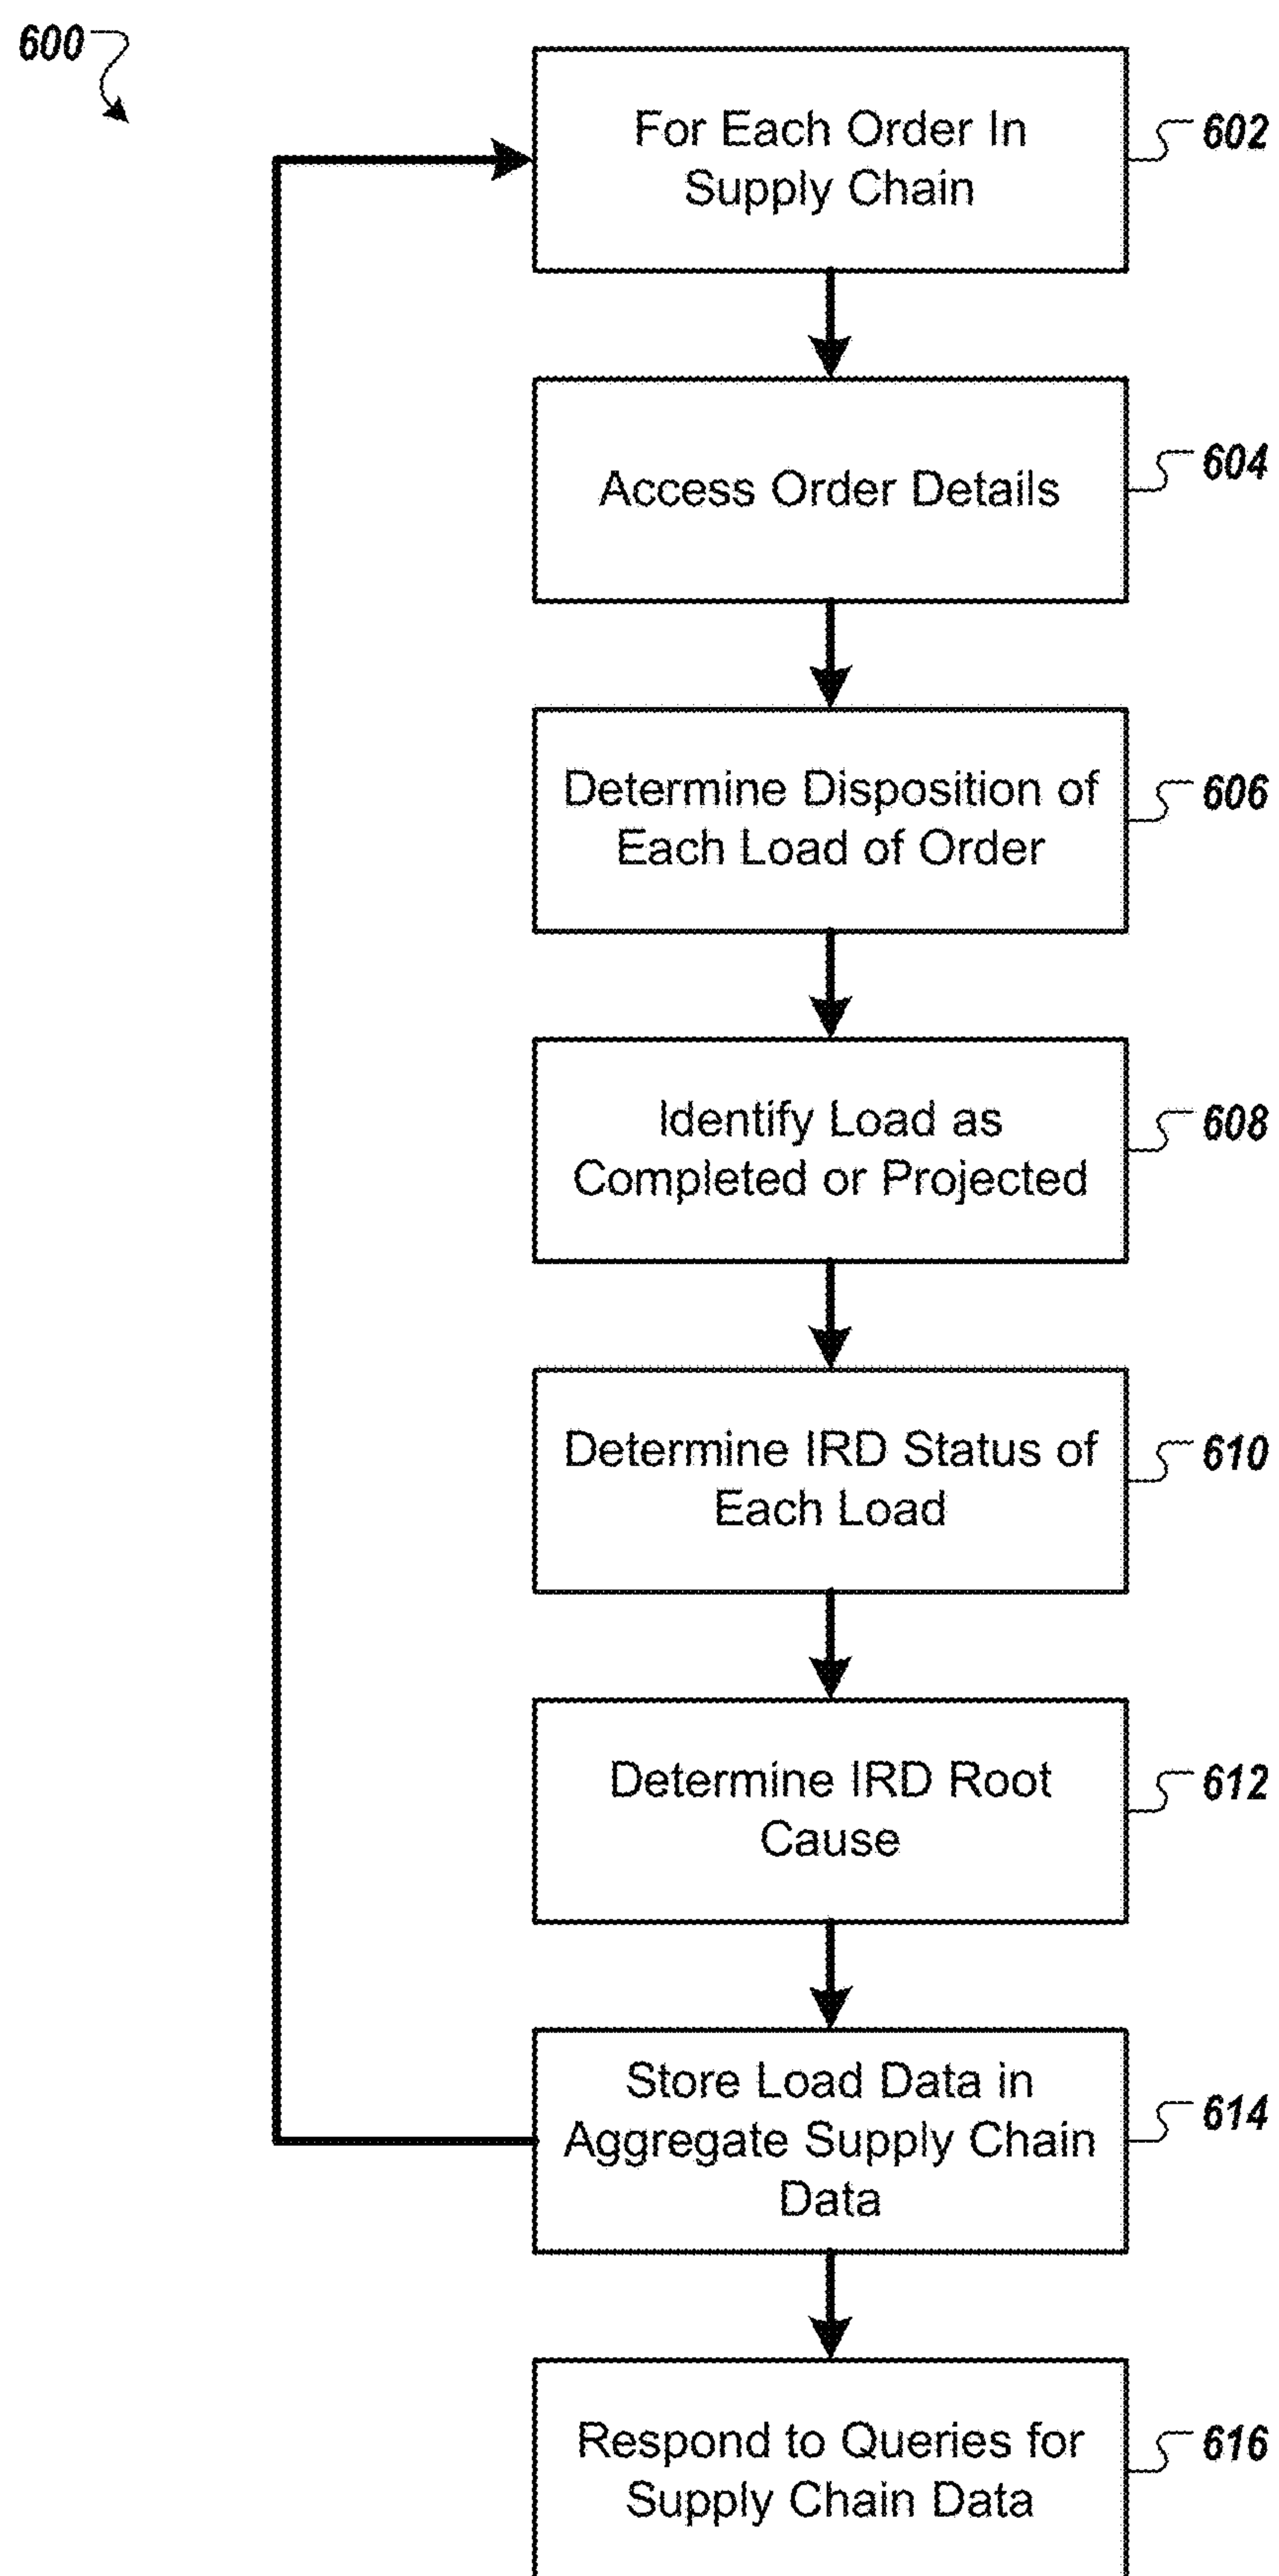 600
For Each Order In
Supply Chain
602
Access Order Details
604
Determine Disposition of
Each Load of Order
606
Identify Load as
Completed or Projected
608
Determine IRD Status of
Each Load
610
Determine IRD Root
Cause
612
Store Load Data in
Aggregate Supply Chain
Data
614
Respond to Queries for
Supply Chain Data
616